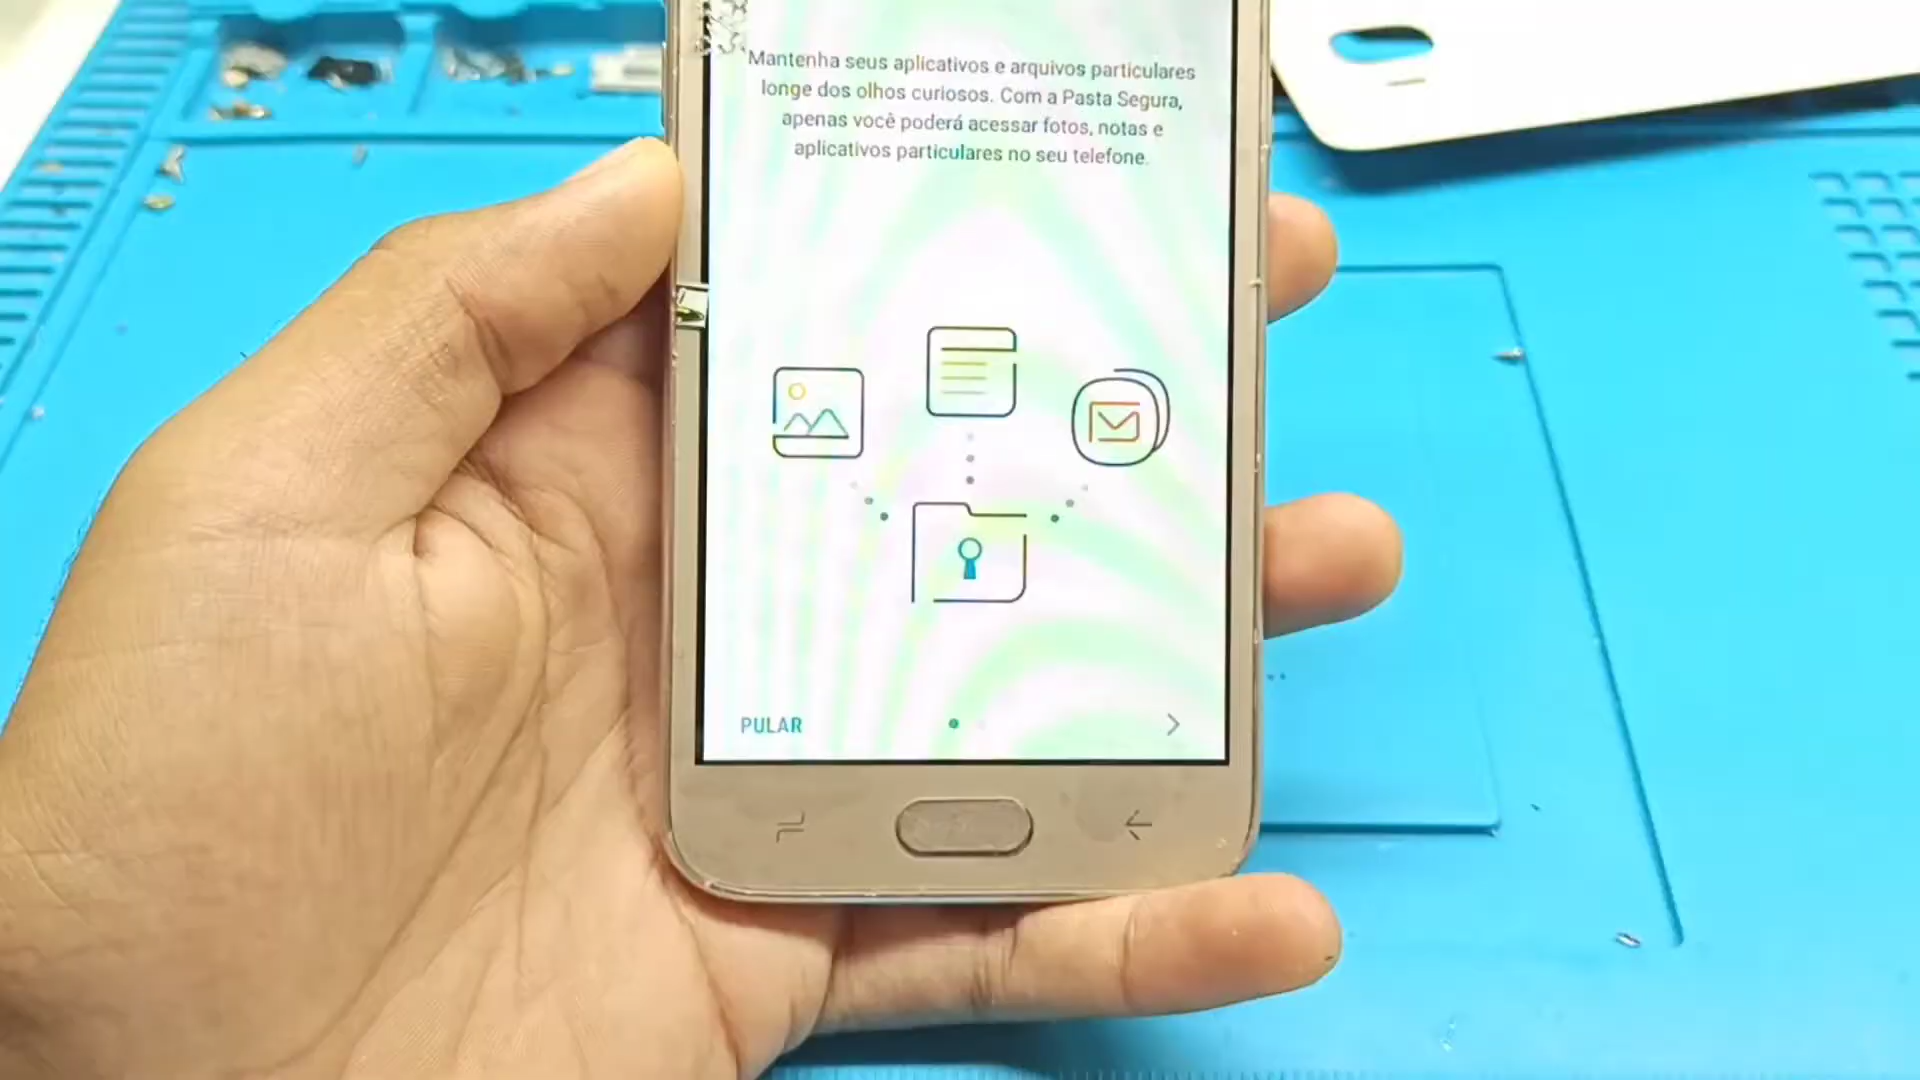 Mantenha seus aplicativos e arquivos particulares
longe dos olhos curiosos. Com a Pasta Segura,
apenas você poderá acessar fotos, notas e
aplicativos particulares no seu telefone.
PULAR